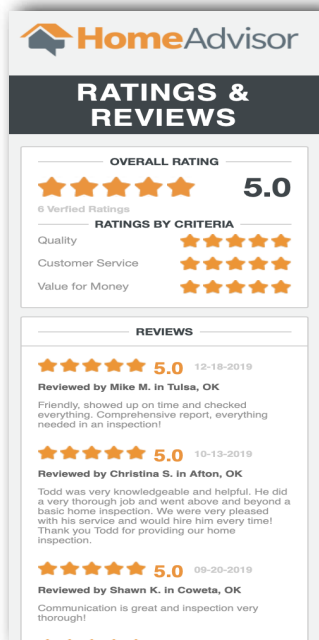 HomeAdvisor
RATINGS &
REVIEWS
OVERALL RATING
5.0
6 Verfied Ratings
RATINGS BY CRITERIA
Quality
Customer Service
Value for Money
REVIEWS
5.0 12-18-2019
Reviewed by Mike M. in Tulsa, OK
Friendly, showed up on time and checked
everything. Comprehensive report, everything
needed in an inspection!
5.0 10-13-2019
Reviewed by Christina S. in Afton, OK
Todd was very knowledgeable and helpful. He did
a very thorough job and went above and beyond a
basic home inspection. We were very pleased
with his service and would hire him every time!
Thank you Todd for providing our home
inspection.
5.0 09-20-2019
Reviewed by Shawn K. in Coweta, OK
Communication is great and inspection very
thorough!